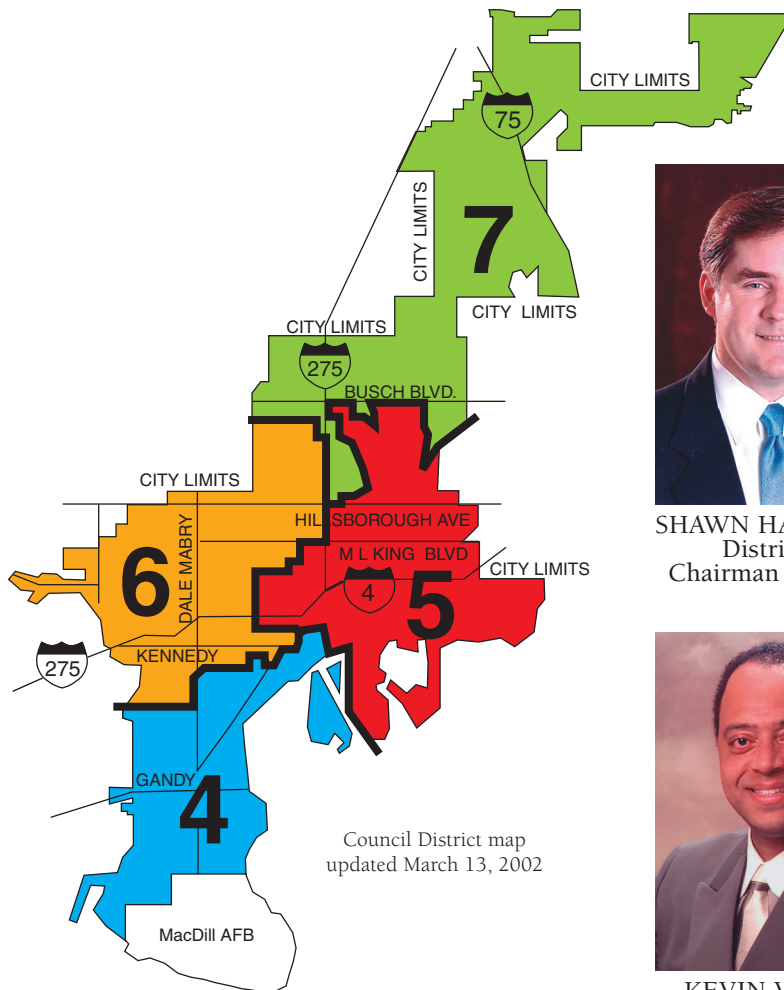 CITY LIMITS
75
CITY LIMITS
7
CITY LIMITS
CITY LIMITS
275
BUSCH BLVD.
CITY LIMITS
HILLSBOROUGH AVE
DALE MABRY
M L KING BLVD
CITY LIMITS
6
4
5
KENNEDY
275
GANDY
4
Council District map
updated March 13, 2002
MacDill AFB
SHAWN
Chairman
KEVIN